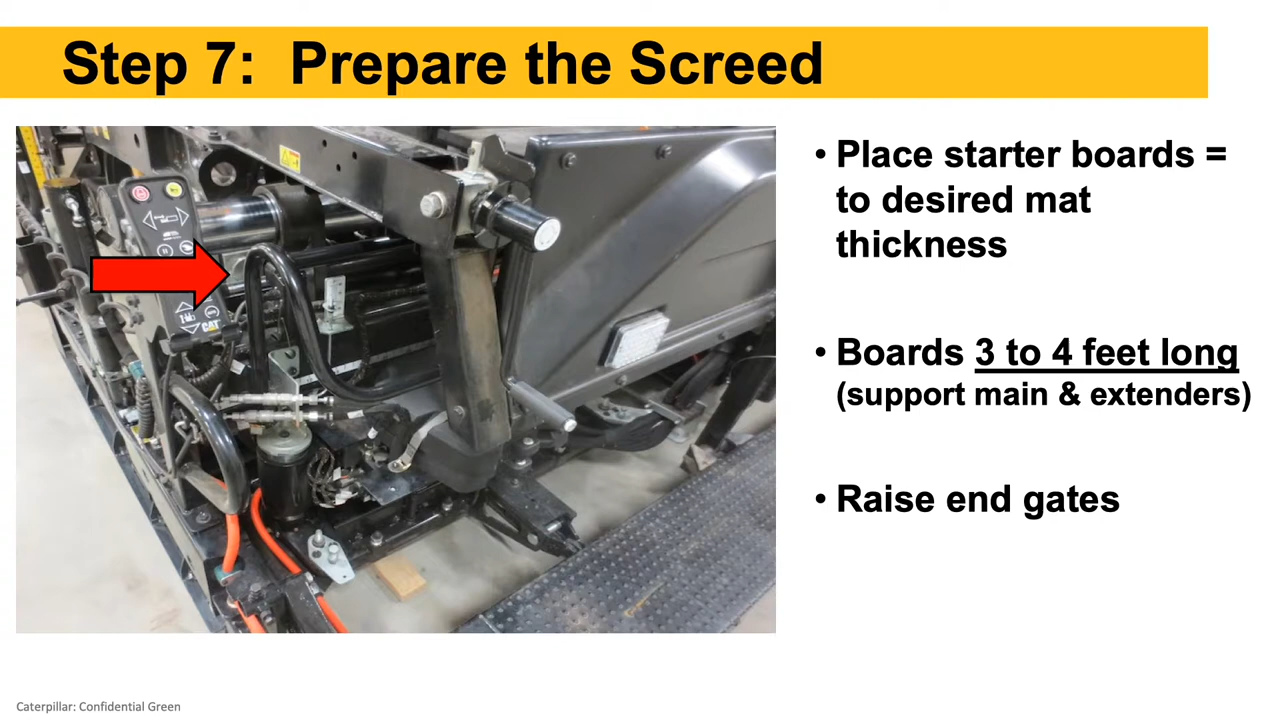 Step 7: Prepare the Screed
CAT
• Place starter boards =
to desired mat
thickness
• Boards 3 to 4 feet long
(support main & extenders)
• Raise end gates
Caterpillar: Confidential Green